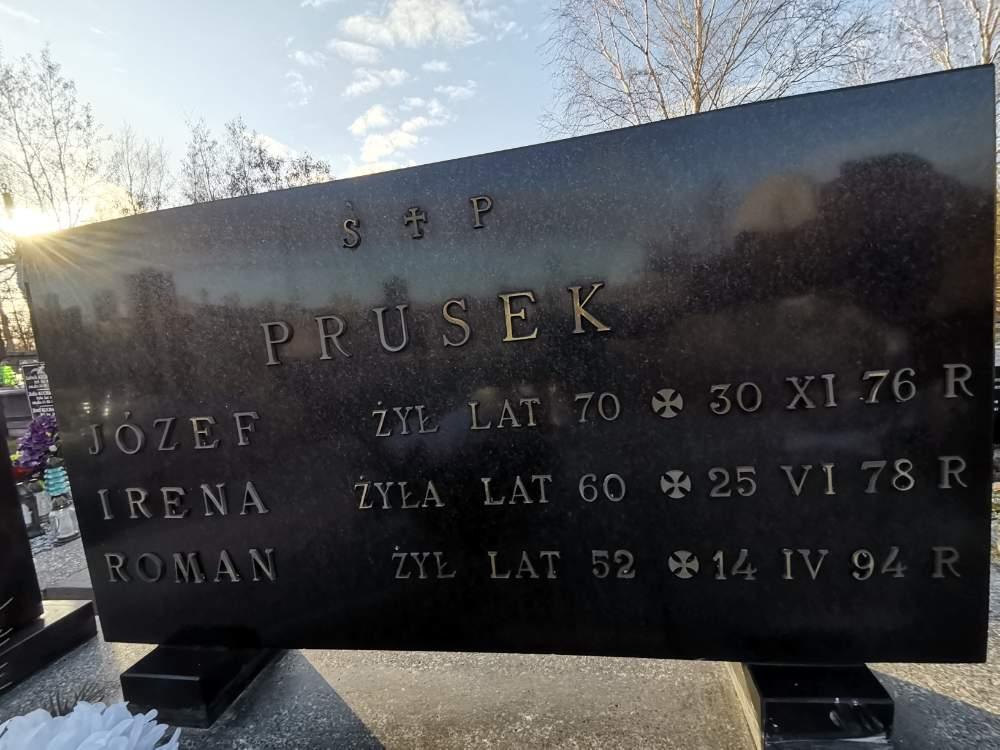 Ś ✝ P
PRUSEK
JÓZEF ŻYŁ LAT 70 ✠ 30 XI 76 R
IRENA ŻYŁA LAT 60 ✠ 25 VI 78 R
ROMAN ŻYŁ LAT 52 ✠ 14 IV 94 R